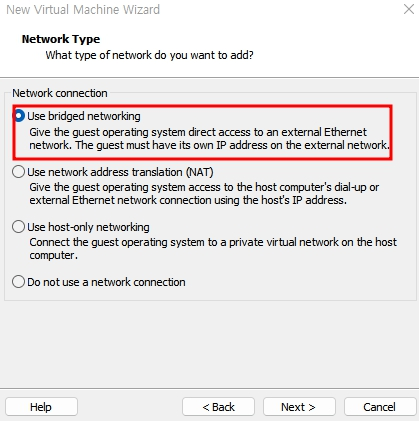 New Virtual Machine Wizard
Network Type
What type of network do you want to add?
Network connection
Use bridged networking
Give the guest operating system direct access to an external Ethernet
network. The guest must have its own IP address on the external network.
Use network address translation (NAT)
Give the guest operating system access to the host computer's dial-up or
external Ethernet network connection using the host's IP address.
Use host-only networking
Connect the guest operating system to a private virtual network on the host
computer.
Do not use a network connection
Help
< Back
Next >
Cancel